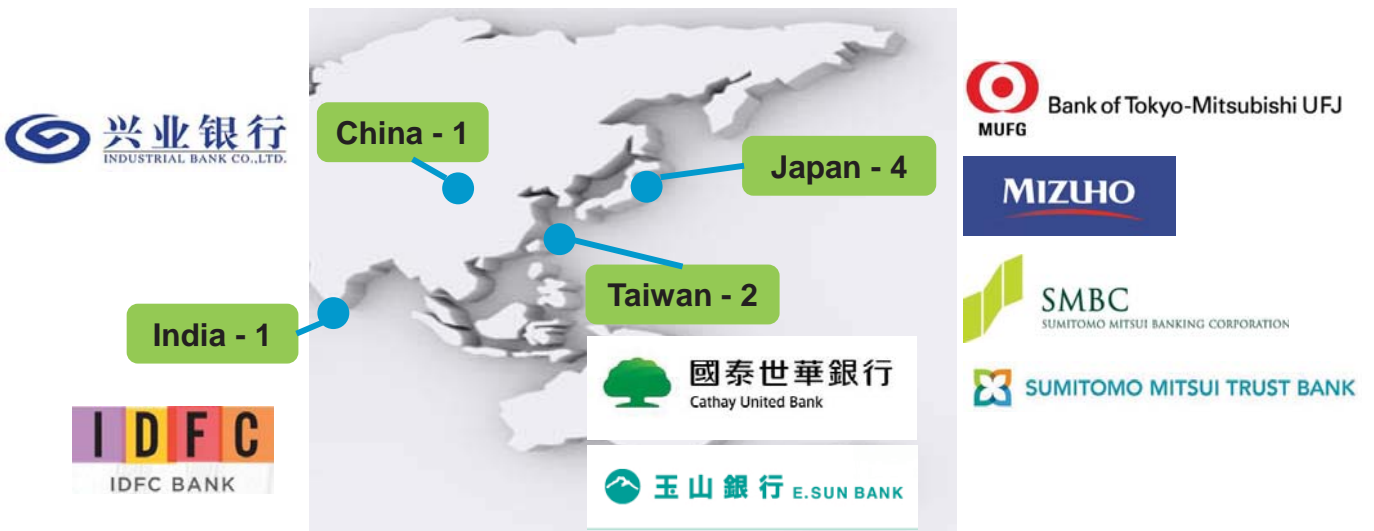 兴业银行
INDUSTRIAL BANK CO.,LTD.
China - 1
Japan - 4
Taiwan - 2
India - 1
IDFC
IDFC BANK
國泰世華銀行
Cathay United Bank
玉山銀行 E.SUN BANK
MUFG
Bank of Tokyo-Mitsubishi UFJ
MIZUHO
SMBC
SUMITOMO MITSUI BANKING CORPORATION
SUMITOMO MITSUI TRUST BANK